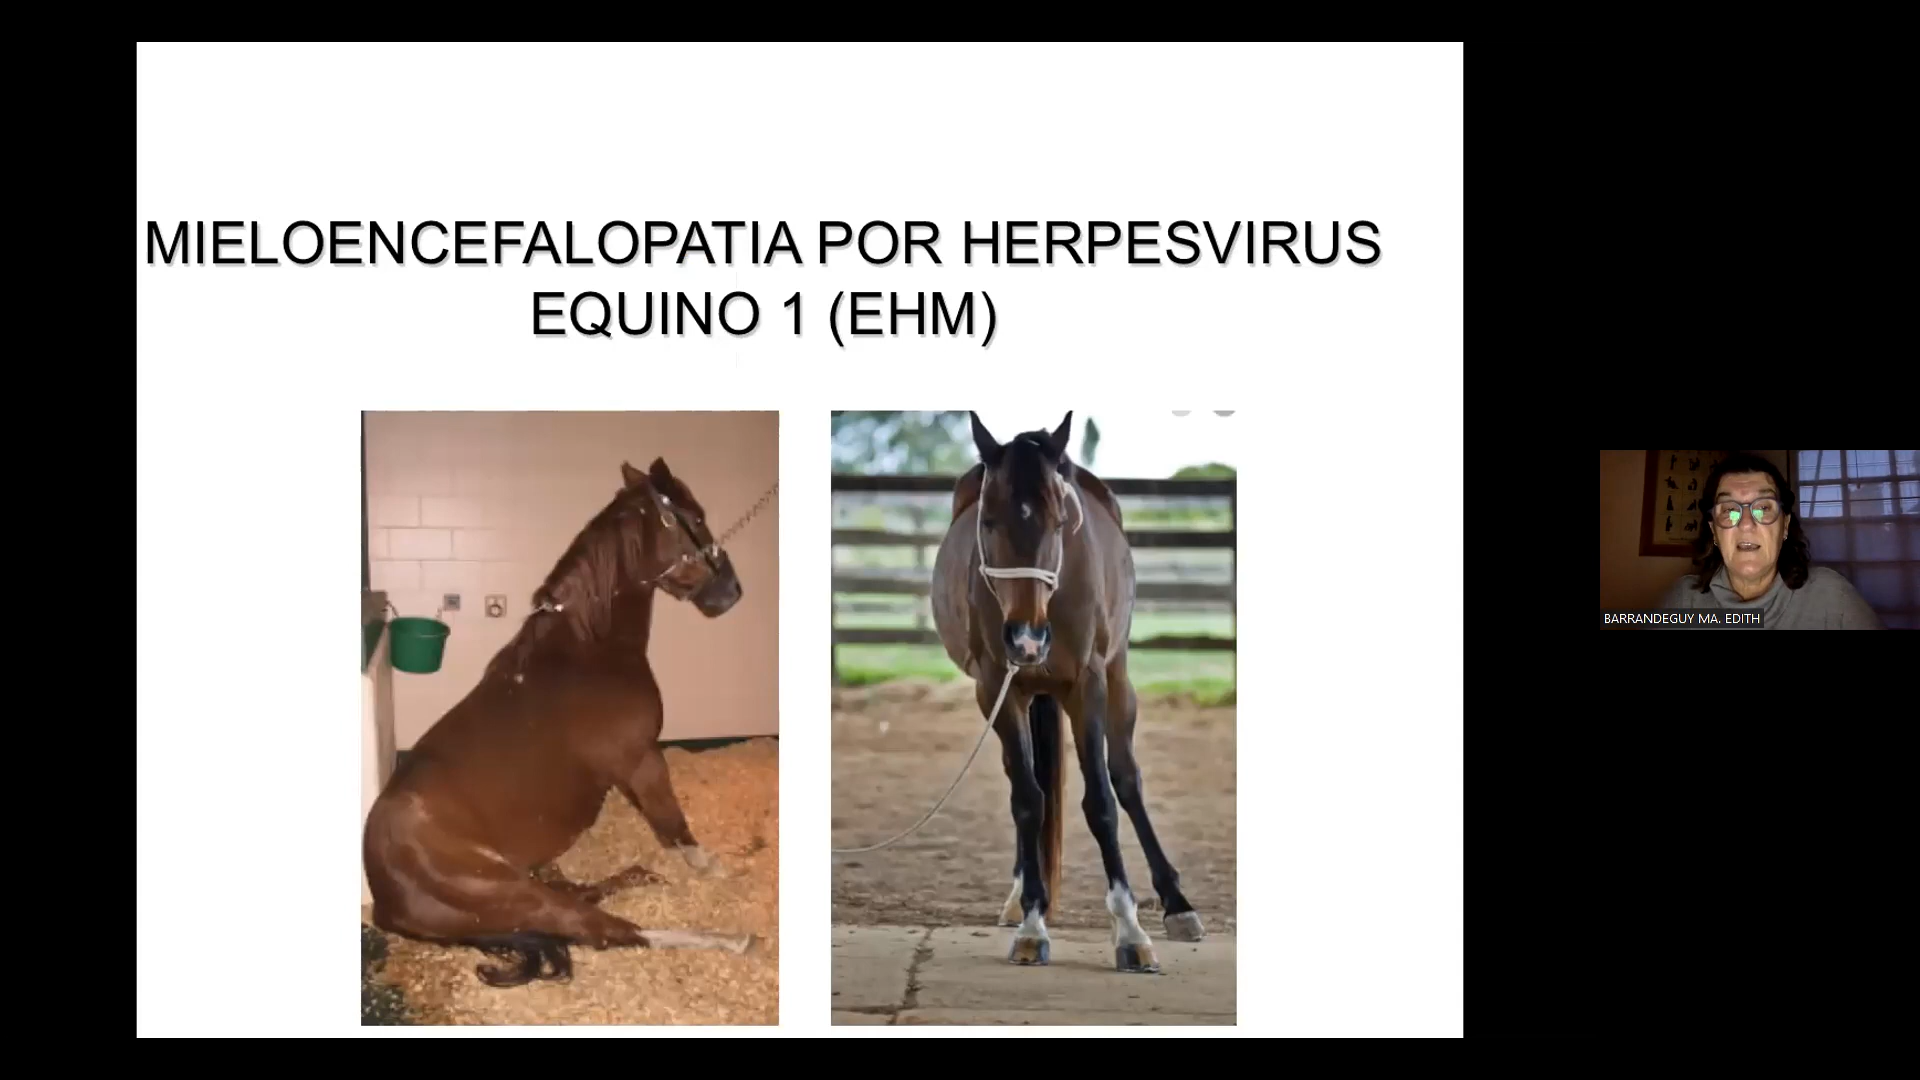 MIELOENCEFALOPATIA POR HERPESVIRUS
EQUINO 1 (EHM)
BARRANDEGUY MA. EDITH